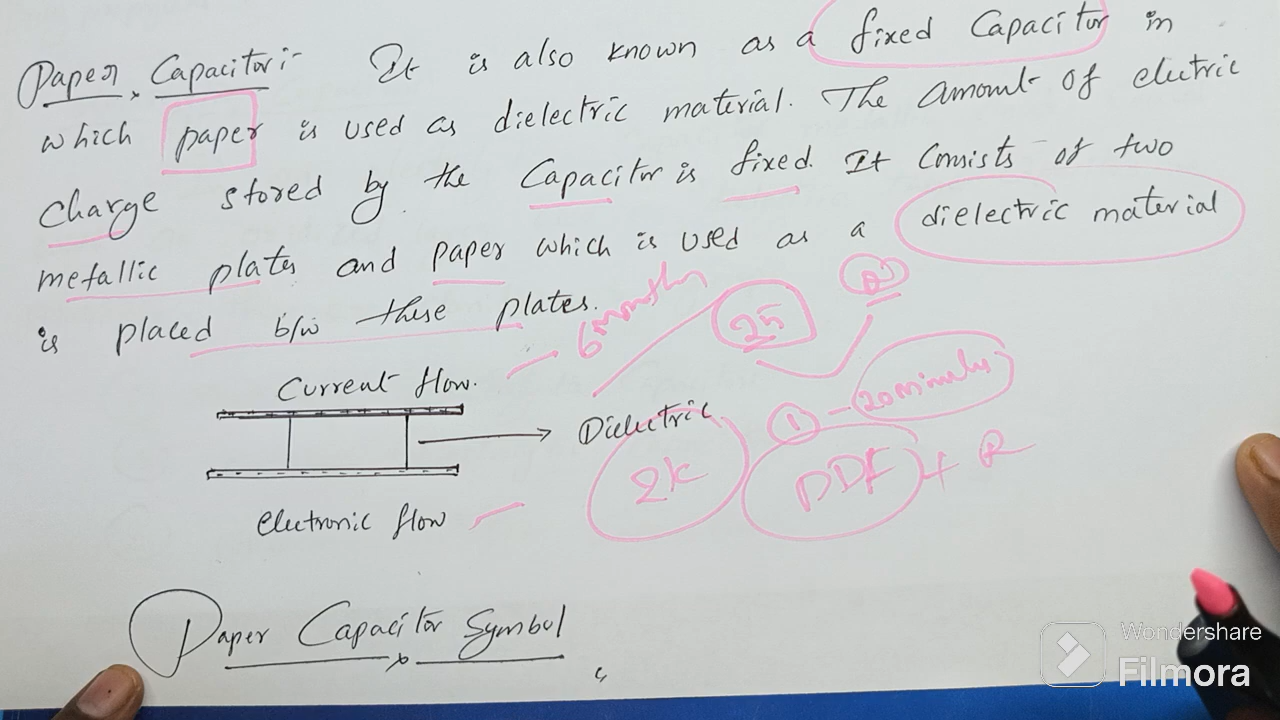 Paper Capacitor:- It is also known as a fixed Capacitor in
which paper is used as dielectric material. The amount of electric
charge stored by the Capacitor is fixed. It Consists of two
metallic plates and paper which is used as a dielectric material
is placed b/w these plates.
6 months
25
Current flow.
20 minutes
1
Dielectric
2k
PDF + R
electronic flow
Paper Capacitor Symbol
Wondershare
Filmora